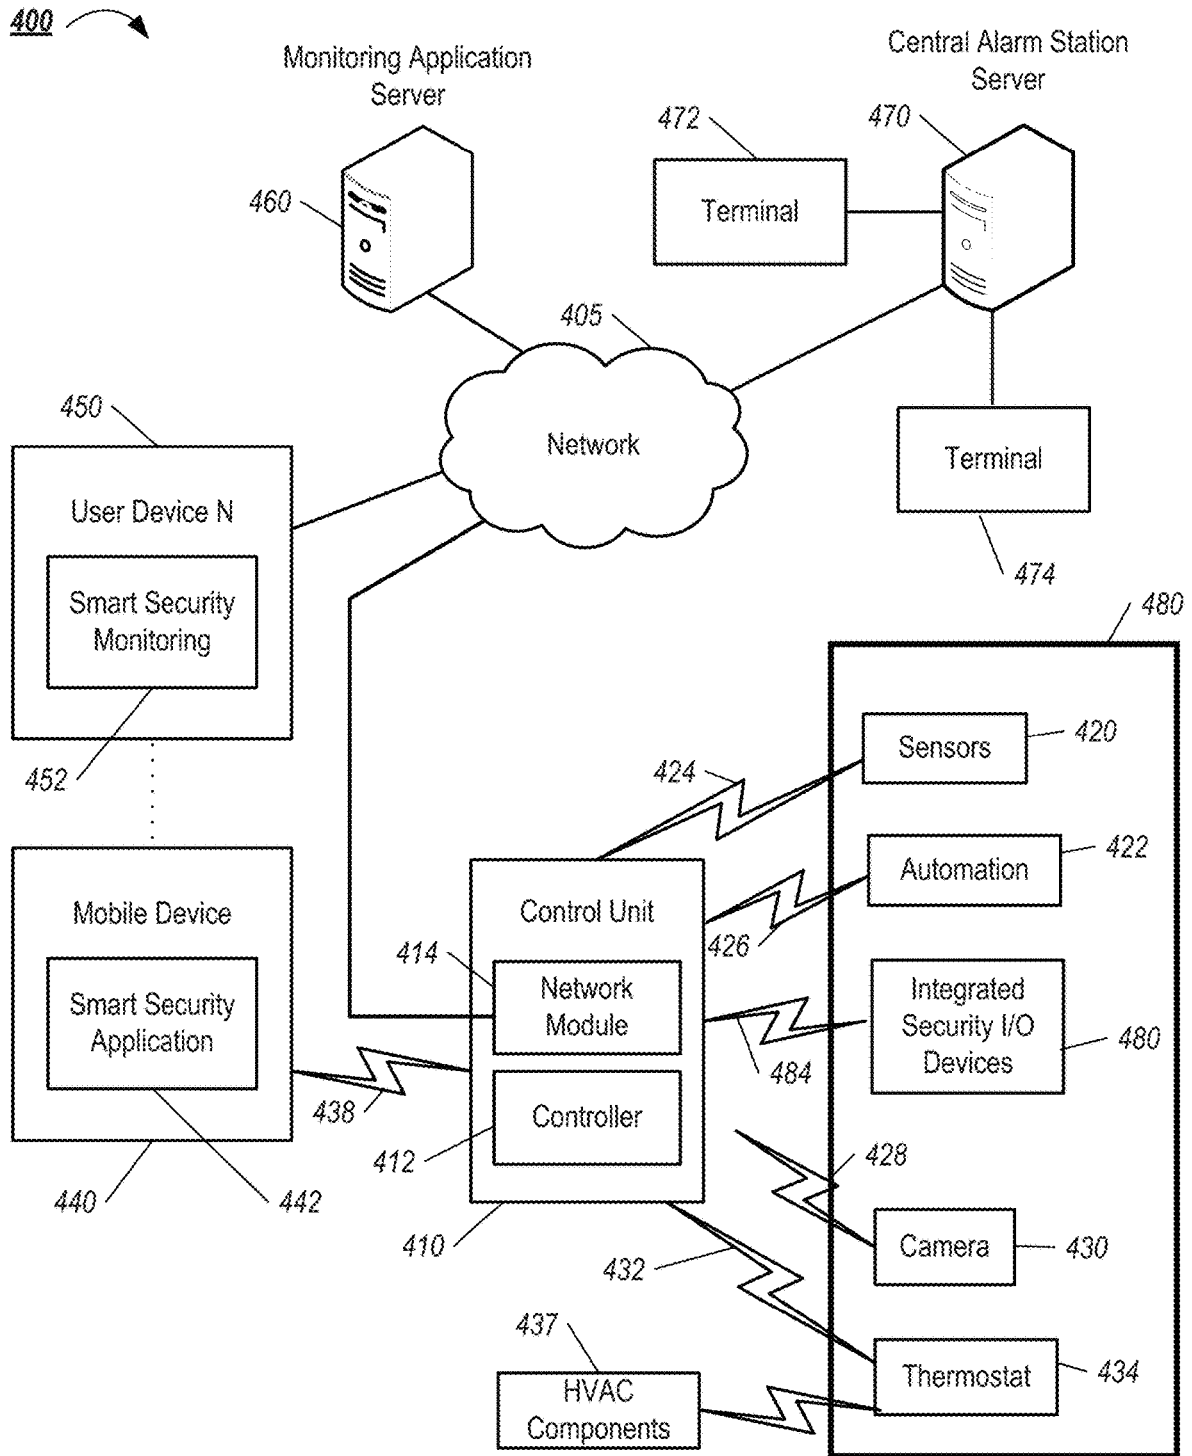 400
Monitoring Application
Server
Central Alarm Station
Server
472
470
460
Terminal
405
450
Network
Terminal
User Device N
474
Smart Security
Monitoring
480
452
424
Sensors
420
Automation
422
426
Mobile Device
Control Unit
414
Network
Module
Integrated
Security I/O
Devices
480
484
Smart Security
Application
438
Controller
412
428
440
442
410
432
Camera
430
437
HVAC
Components
Thermostat
434